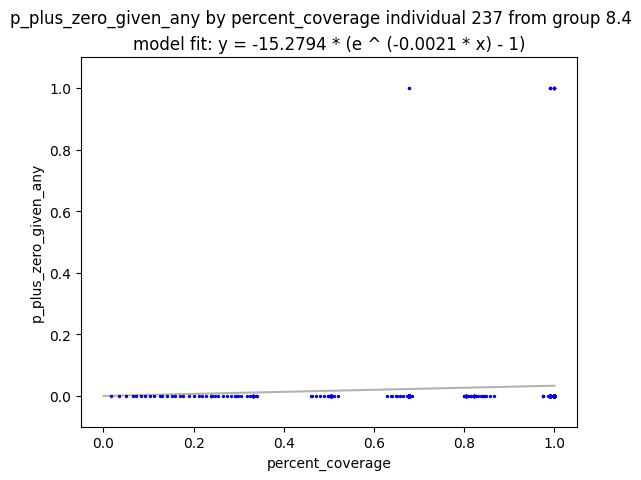 p_plus_zero_given_any by percent_coverage individual 237 from group 8.4
model fit: y = -15.2794 * (e ^ (-0.0021 * x) - 1)
1.0
0.8
0.6
0.4
0.2
0.0
p_plus_zero_given_any
0.0 0.2 0.4 0.6 0.8 1.0
percent_coverage